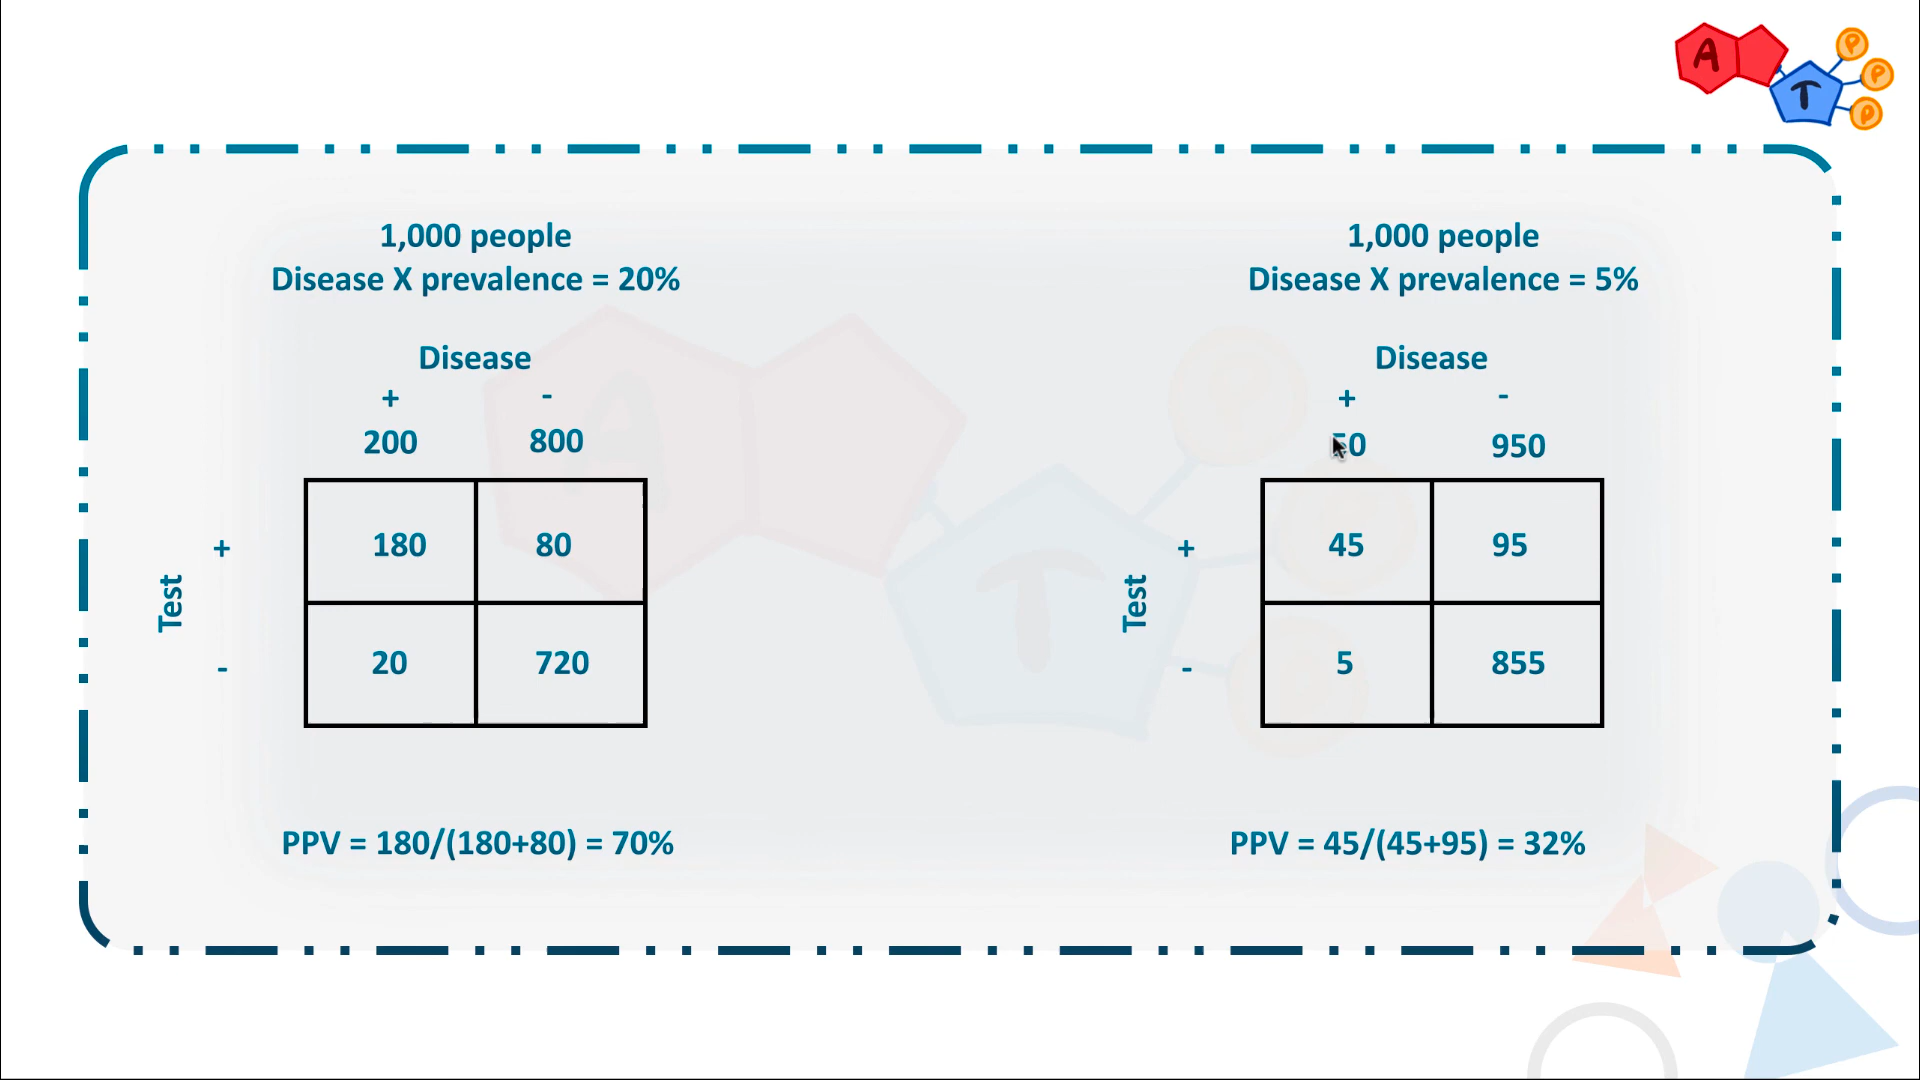 A T P P P
1,000 people
Disease X prevalence = 20%
Disease
+ -
200 800
Test
+ 180 80
- 20 720
PPV = 180/(180+80) = 70%
1,000 people
Disease X prevalence = 5%
Disease
+ -
950
Test
+ 45 95
- 5 855
PPV = 45/(45+95) = 32%